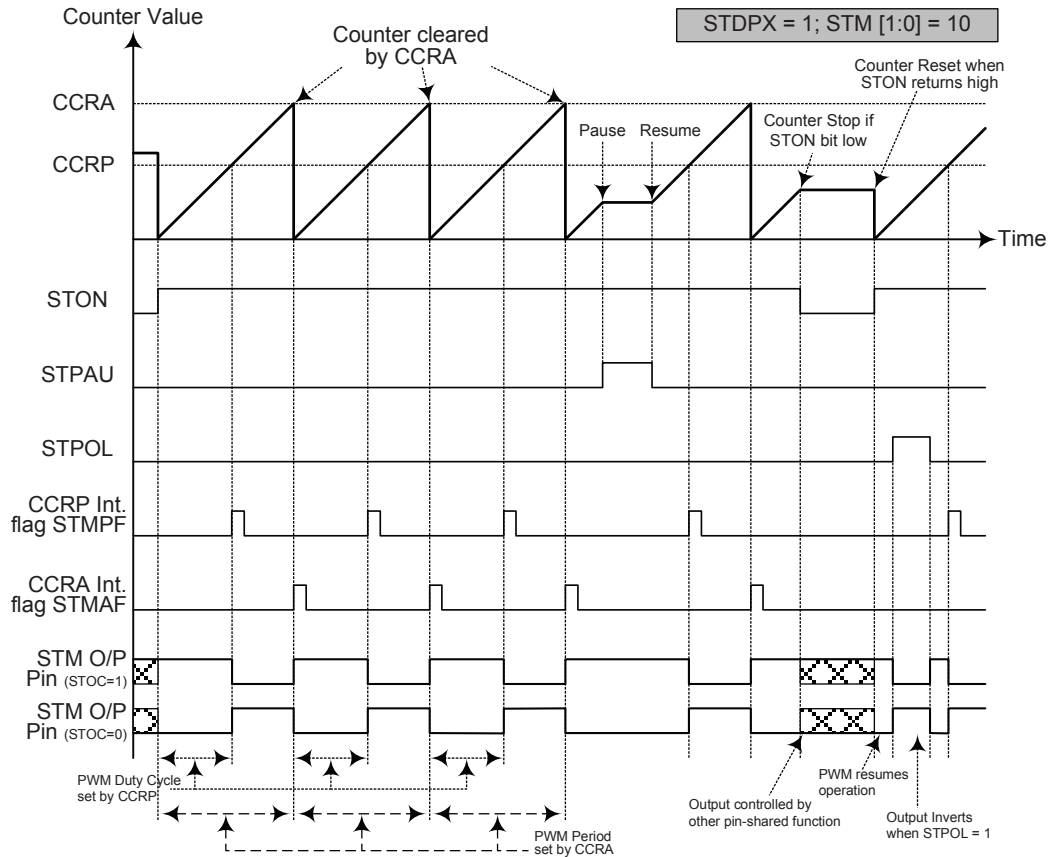 Counter Value
STDPX = 1; STM [1:0] = 10
Counter cleared
by CCRA
Counter Reset when
STON returns high
CCRA
Pause
Resume
Counter Stop if
STON bit low
CCRP
Time
STON
STPAU
STPOL
CCRP Int.
flag STMPF
CCRA Int.
flag STMAF
STM O/P
Pin (STOC=1)
STM O/P
Pin (STOC=0)
PWM Duty Cycle
set by CCRP
PWM resumes
operation
Output controlled by
other pin-shared function
Output Inverts
when STPOL = 1
PWM Period
set by CCRA